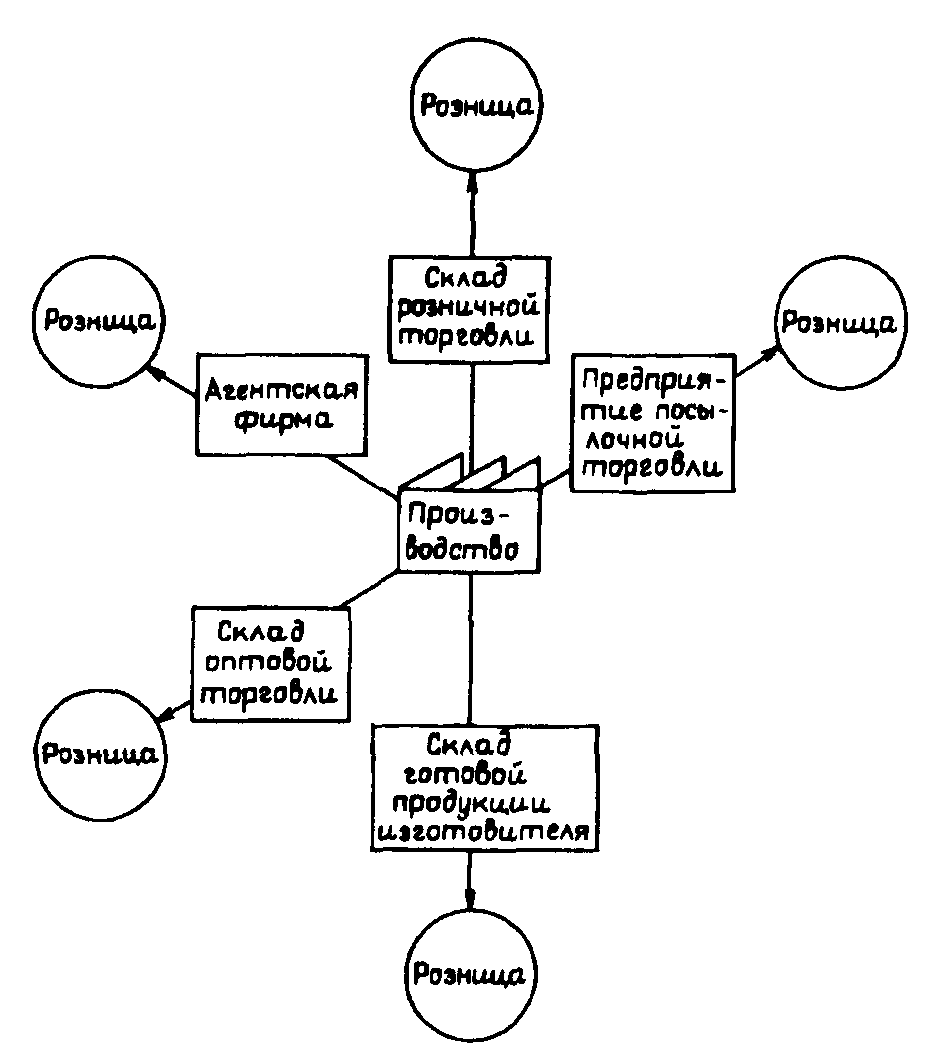 Розница
Склад
розничной
торговли
Розница
Розница
Агентская
фирма
Предприя-
тие посы-
лочной
торговли
Произ-
водство
Склад
оптовой
торговли
Розница
Склад
готовой
продукции
изготовителя
Розница